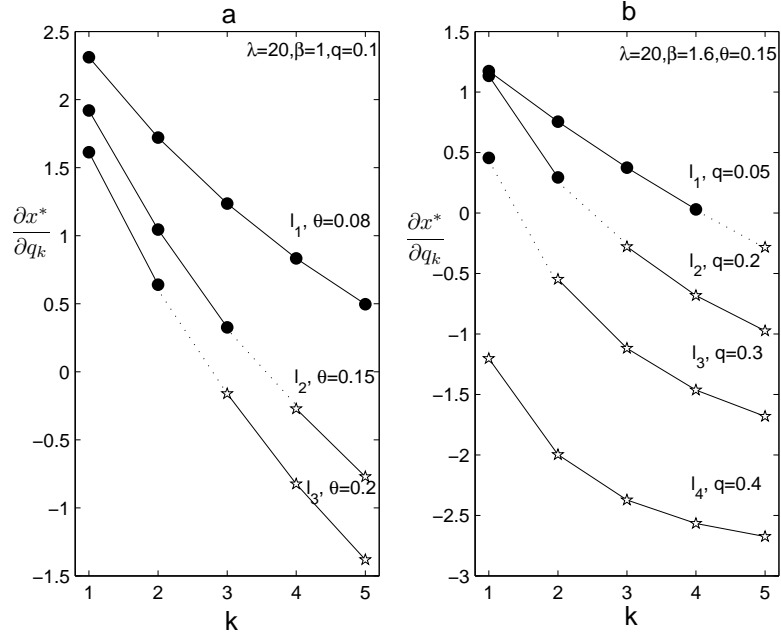 a
λ=20,β=1,q=0.1
2.5
2
1.5
1
0.5
0
−0.5
−1
−1.5
∂x*
∂q_k
l_1, θ=0.08
l_2, θ=0.15
l_3, θ=0.2
1 2 3 4 5
k
b
λ=20,β=1.6,θ=0.15
1.5
1
0.5
0
−0.5
−1
−1.5
−2
−2.5
−3
∂x*
∂q_k
l_1, q=0.05
l_2, q=0.2
l_3, q=0.3
l_4, q=0.4
1 2 3 4 5
k